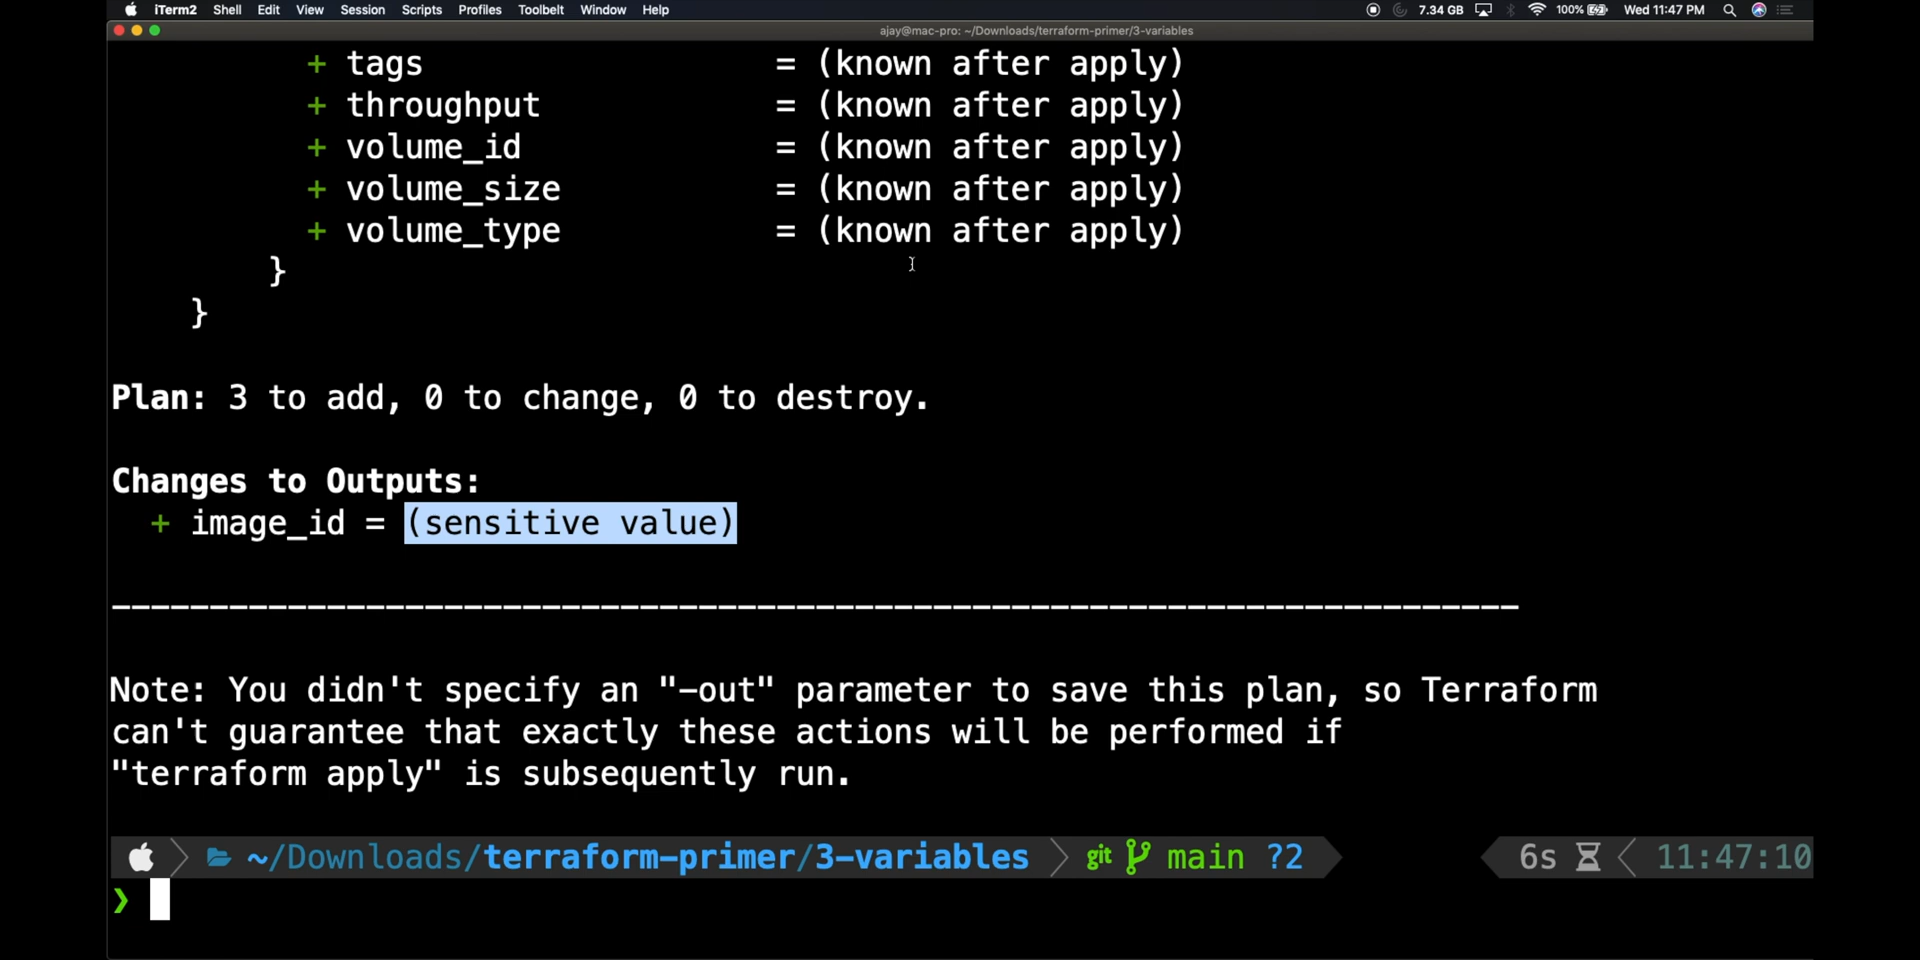 iTerm2 Shell Edit View Session Scripts Profiles Toolbelt Window Help 7.34 GB 100% Wed 11:47 PM
ajay@mac-pro: ~/Downloads/terraform-primer/3-variables
+ tags = (known after apply)
+ throughput = (known after apply)
+ volume_id = (known after apply)
+ volume_size = (known after apply)
+ volume_type = (known after apply)
}
}
Plan: 3 to add, 0 to change, 0 to destroy.
Changes to Outputs:
+ image_id = (sensitive value)
------------------------------------------------------------------------
Note: You didn't specify an "-out" parameter to save this plan, so Terraform
can't guarantee that exactly these actions will be performed if
"terraform apply" is subsequently run.
~/Downloads/terraform-primer/3-variables git main ?2 6s 11:47:10
❯